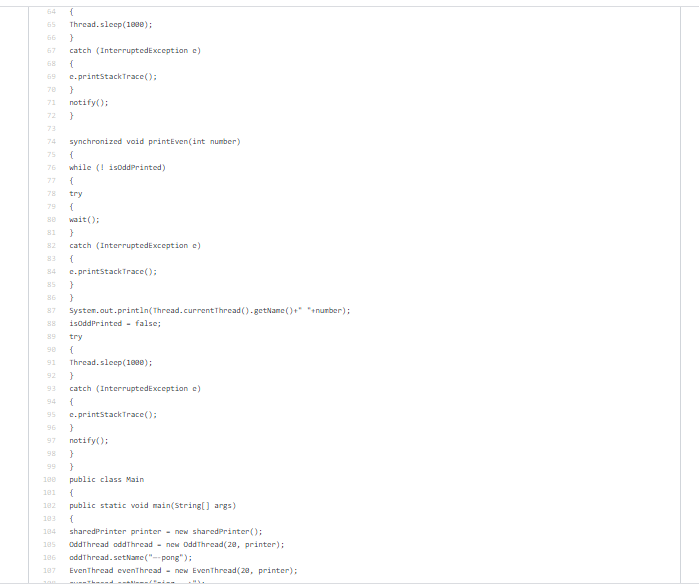 64 {
65 Thread.sleep(1000);
66 }
67 catch (InterruptedException e)
68 {
69 e.printStackTrace();
70 }
71 notify();
72 }
73
74 synchronized void printEven(int number)
75 {
76 while (! isOddPrinted)
77 {
78 try
79 {
80 wait();
81 }
82 catch (InterruptedException e)
83 {
84 e.printStackTrace();
85 }
86 }
87 System.out.println(Thread.currentThread().getName()+" "+number);
88 isOddPrinted = false;
89 try
90 {
91 Thread.sleep(1000);
92 }
93 catch (InterruptedException e)
94 {
95 e.printStackTrace();
96 }
97 notify();
98 }
99 }
100 public class Main
101 {
102 public static void main(String[] args)
103 {
104 sharedPrinter printer = new sharedPrinter();
105 OddThread oddThread = new OddThread(20, printer);
106 oddThread.setName("--pong");
107 EvenThread evenThread = new EvenThread(20, printer);